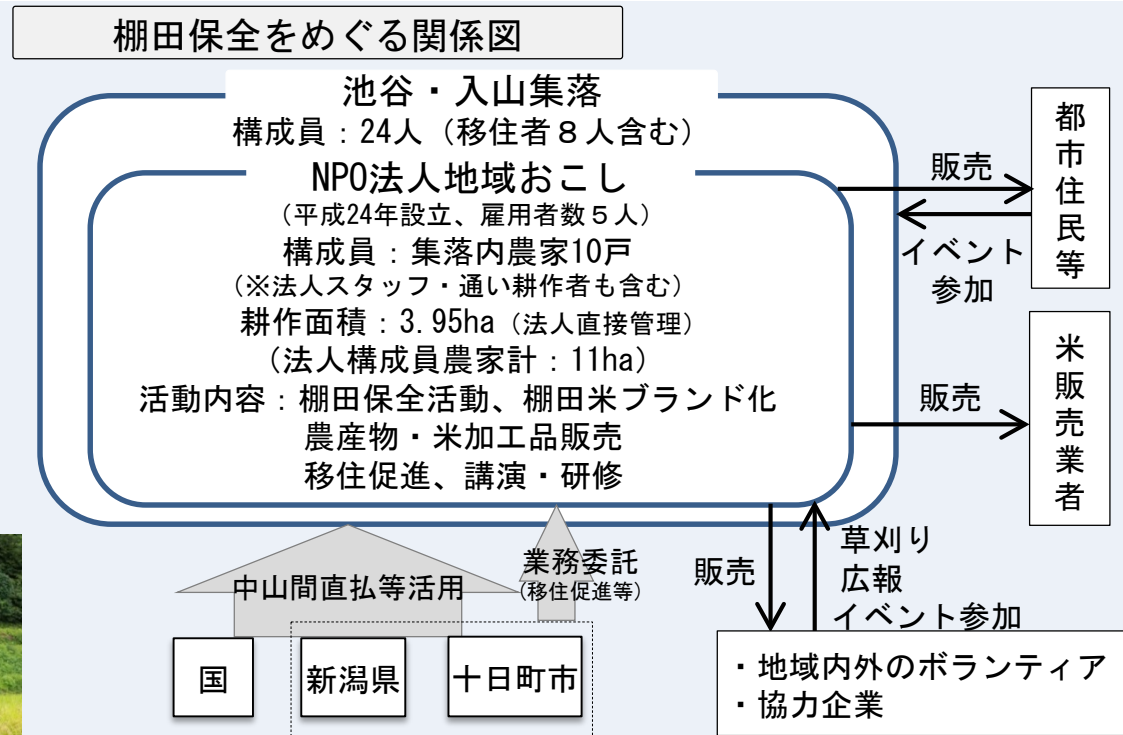 棚田保全をめぐる関係図
池谷・入山集落
構成員：24人（移住者８人含む）
NPO法人地域おこし
（平成24年設立、雇用者数５人）
構成員：集落内農家10戸
（※法人スタッフ・通い耕作者も含む）
耕作面積：3.95ha（法人直接管理）
（法人構成員農家計：11ha）
活動内容：棚田保全活動、棚田米ブランド化
農産物・米加工品販売
移住促進、講演・研修
販売
イベント
参加
都市住民等
販売
米販売業者
中山間直払等活用
業務委託
(移住促進等)
国
新潟県
十日町市
販売
草刈り
広報
イベント参加
・地域内外のボランティア
・協力企業